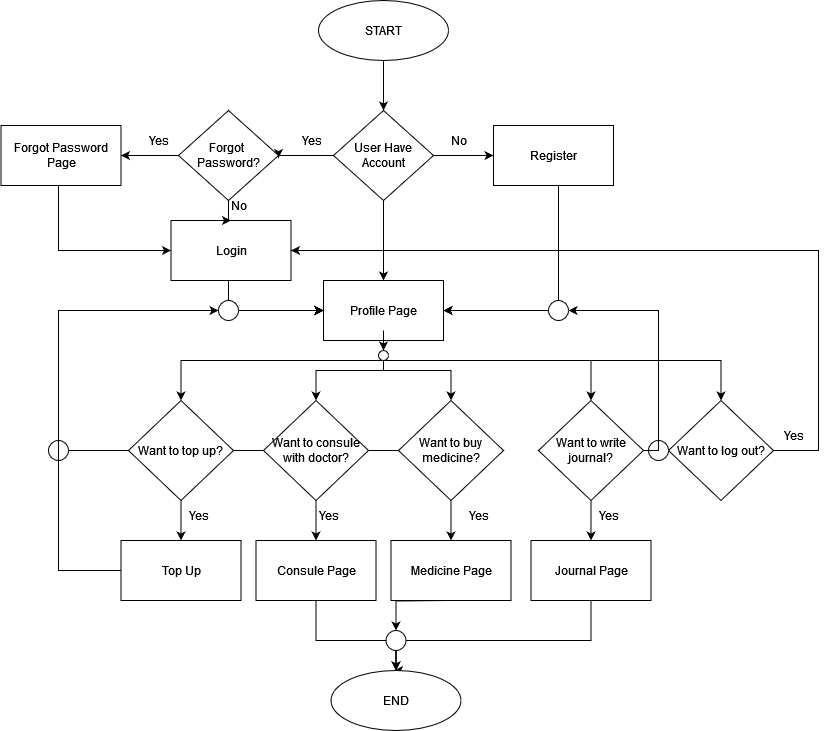 START
Yes
Yes
No
Forgot Password
Page
Forgot
Password?
User Have
Account
Register
No
Login
Profile Page
Want to top up?
Want to consule
with doctor?
Want to buy
medicine?
Want to write
journal?
Want to log out?
Yes
Yes
Yes
Yes
Yes
Top Up
Consule Page
Medicine Page
Journal Page
END